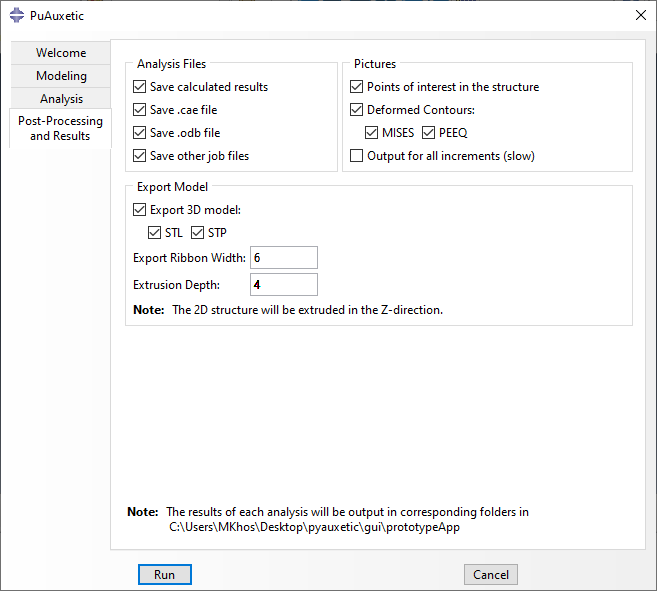 PuAuxetic
Welcome
Modeling
Analysis
Post-Processing
and Results
Analysis Files
Save calculated results
Save .cae file
Save .odb file
Save other job files
Pictures
Points of interest in the structure
Deformed Contours:
MISES PEEQ
Output for all increments (slow)
Export Model
Export 3D model:
STL STP
Export Ribbon Width: 6
Extrusion Depth: 4
Note: The 2D structure will be extruded in the Z-direction.
Note: The results of each analysis will be output in corresponding folders in
C:\Users\MKhos\Desktop\pyauxetic\gui\prototypeApp
Run Cancel